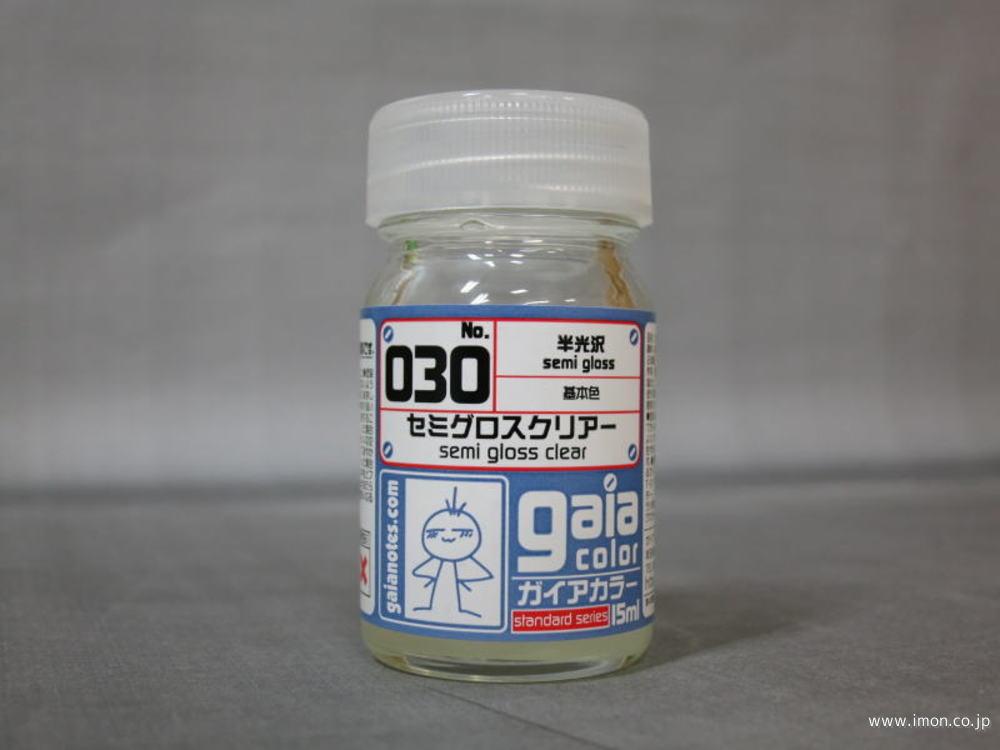 No.
030
半光沢
semi gloss
基本色
セミグロスクリアー
semi gloss clear
gaianotes.com
gaia
color
ガイアカラー
standard series
15ml
www.imon.co.jp